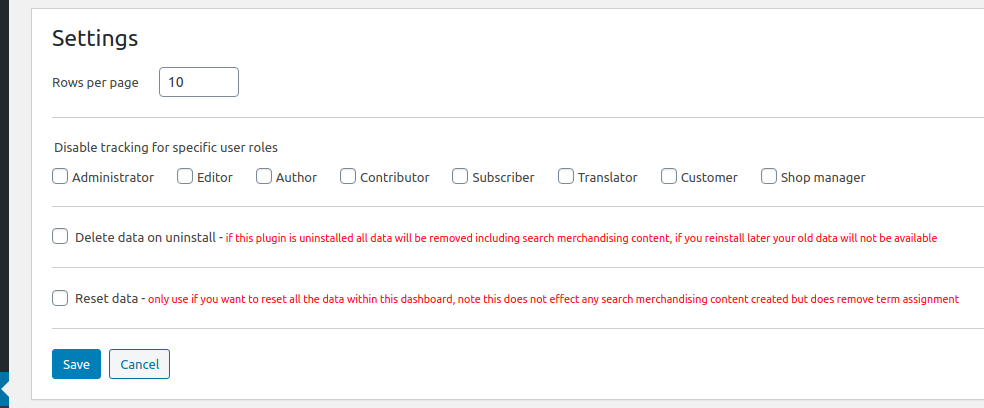 Settings
Rows per page 10
Disable tracking for specific user roles
Administrator Editor Author Contributor Subscriber Translator Customer Shop manager
Delete data on uninstall - if this plugin is uninstalled all data will be removed including search merchandising content, if you reinstall later your old data will not be available
Reset data - only use if you want to reset all the data within this dashboard, note this does not effect any search merchandising content created but does remove term assignment
Save Cancel